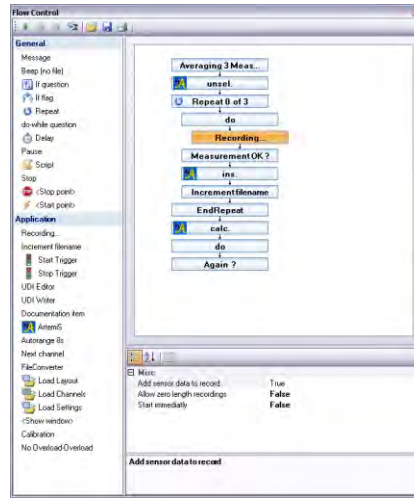 Flow Control
General
Message
Beep (no file)
If question
If flag
Repeat
do-while question
Delay
Pause
Script
Stop
<Stop point>
<Start point>
Application
Recording...
Increment filename
Start Trigger
Stop Trigger
UDI Editor
UDI Writer
Documentation item
ArtemiS
Autorange 8s
Next channel
FileConverter
Load Layout
Load Channels
Load Settings
<Show window>
Calibration
No Overload-Overload
Averaging 3 Meas...
unsel.
Repeat 0 of 3
do
Recording...
Measurement OK ?
ins.
Increment filename
EndRepeat
calc.
do
Again ?
Misc
Add sensor data to record True
Allow zero length recordings False
Start immediatly False
Add sensor data to record